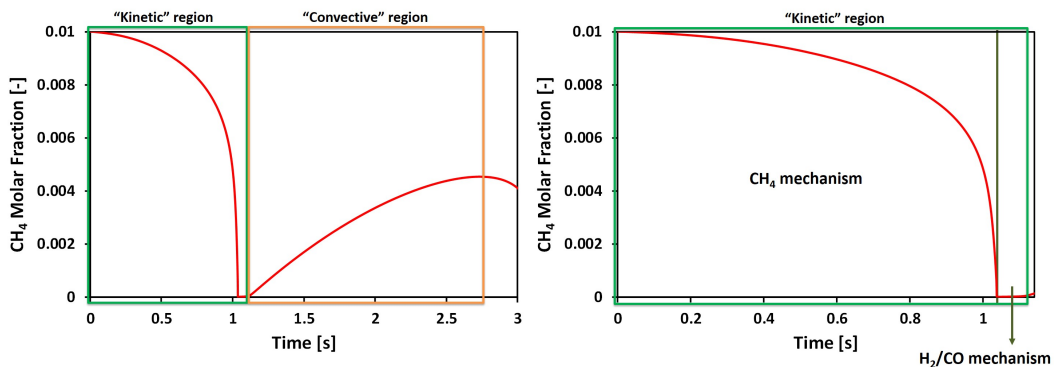 “Kinetic” region
“Convective” region
0.01
0.008
0.006
0.004
0.002
0
CH₄ Molar Fraction [-]
0
0.5
1
1.5
2
2.5
3
Time [s]
“Kinetic” region
0.01
0.008
0.006
0.004
0.002
0
CH₄ Molar Fraction [-]
CH₄ mechanism
0
0.2
0.4
0.6
0.8
1
Time [s]
H₂/CO mechanism